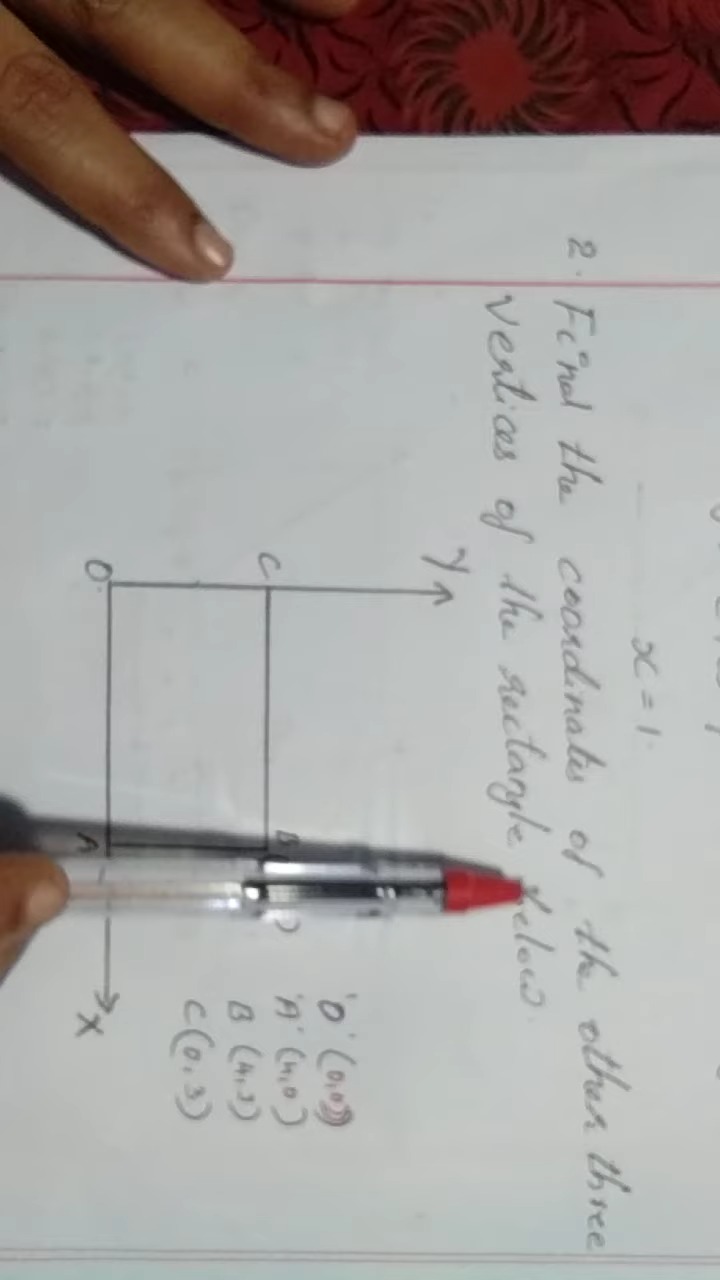 x = 1.
2. Find the coordinates of the other three
vertices of the rectangle below.
Y
C
B
O
A
X
'O' (0,0)
'A' (4,0)
B (4,3)
C (0,3)